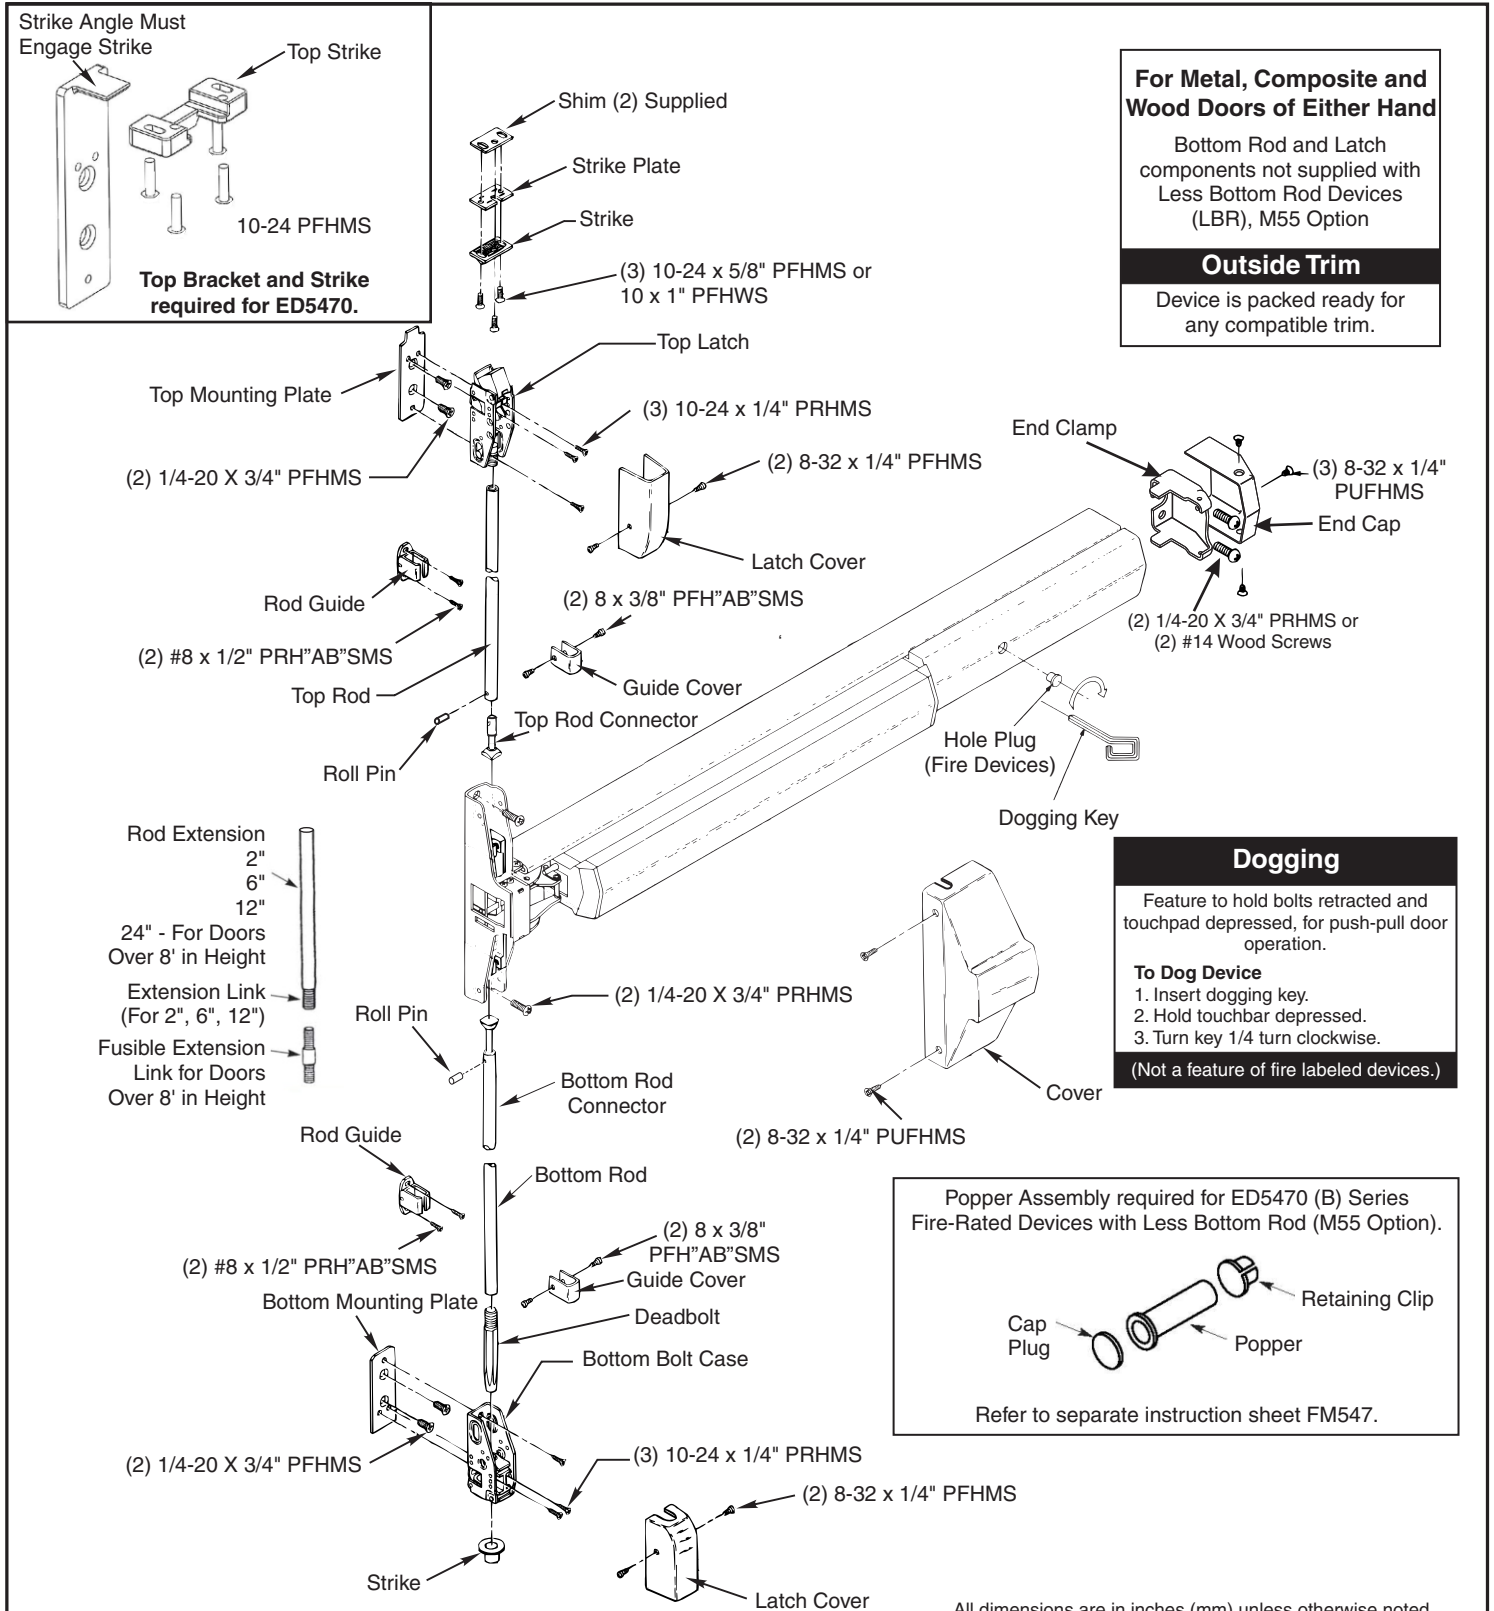 Strike Angle Must
Engage Strike
Top Strike
10-24 PFHMS
Top Bracket and Strike
required for ED5470.
Shim (2) Supplied
Strike Plate
Strike
(3) 10-24 x 5/8" PFHMS or
10 x 1" PFHWS
For Metal, Composite and
Wood Doors of Either Hand
Bottom Rod and Latch
components not supplied with
Less Bottom Rod Devices
(LBR), M55 Option
Outside Trim
Device is packed ready for
any compatible trim.
Top Latch
Top Mounting Plate
(3) 10-24 x 1/4" PRHMS
(2) 1/4-20 X 3/4" PFHMS
(2) 8-32 x 1/4" PFHMS
Latch Cover
End Clamp
(3) 8-32 x 1/4"
PUFHMS
End Cap
(2) 1/4-20 X 3/4" PRHMS or
(2) #14 Wood Screws
Rod Guide
(2) 8 x 3/8" PFH”AB”SMS
(2) #8 x 1/2" PRH”AB”SMS
Guide Cover
Top Rod
Top Rod Connector
Roll Pin
Hole Plug
(Fire Devices)
Dogging Key
Rod Extension
2"
6"
12"
24" - For Doors
Over 8' in Height
Extension Link
(For 2", 6", 12")
Fusible Extension
Link for Doors
Over 8' in Height
Dogging
Feature to hold bolts retracted and
touchpad depressed, for push-pull door
operation.
To Dog Device
1. Insert dogging key.
2. Hold touchbar depressed.
3. Turn key 1/4 turn clockwise.
(Not a feature of fire labeled devices.)
(2) 1/4-20 X 3/4" PRHMS
Roll Pin
Bottom Rod
Connector
Cover
(2) 8-32 x 1/4" PUFHMS
Rod Guide
Bottom Rod
(2) #8 x 1/2" PRH”AB”SMS
(2) 8 x 3/8"
PFH”AB”SMS
Guide Cover
Bottom Mounting Plate
Deadbolt
Bottom Bolt Case
(2) 1/4-20 X 3/4" PFHMS
(3) 10-24 x 1/4" PRHMS
(2) 8-32 x 1/4" PFHMS
Strike
Latch Cover
Popper Assembly required for ED5470 (B) Series
Fire-Rated Devices with Less Bottom Rod (M55 Option).
Retaining Clip
Cap
Plug
Popper
Refer to separate instruction sheet FM547.
All dimensions are in inches (mm) unless otherwise noted